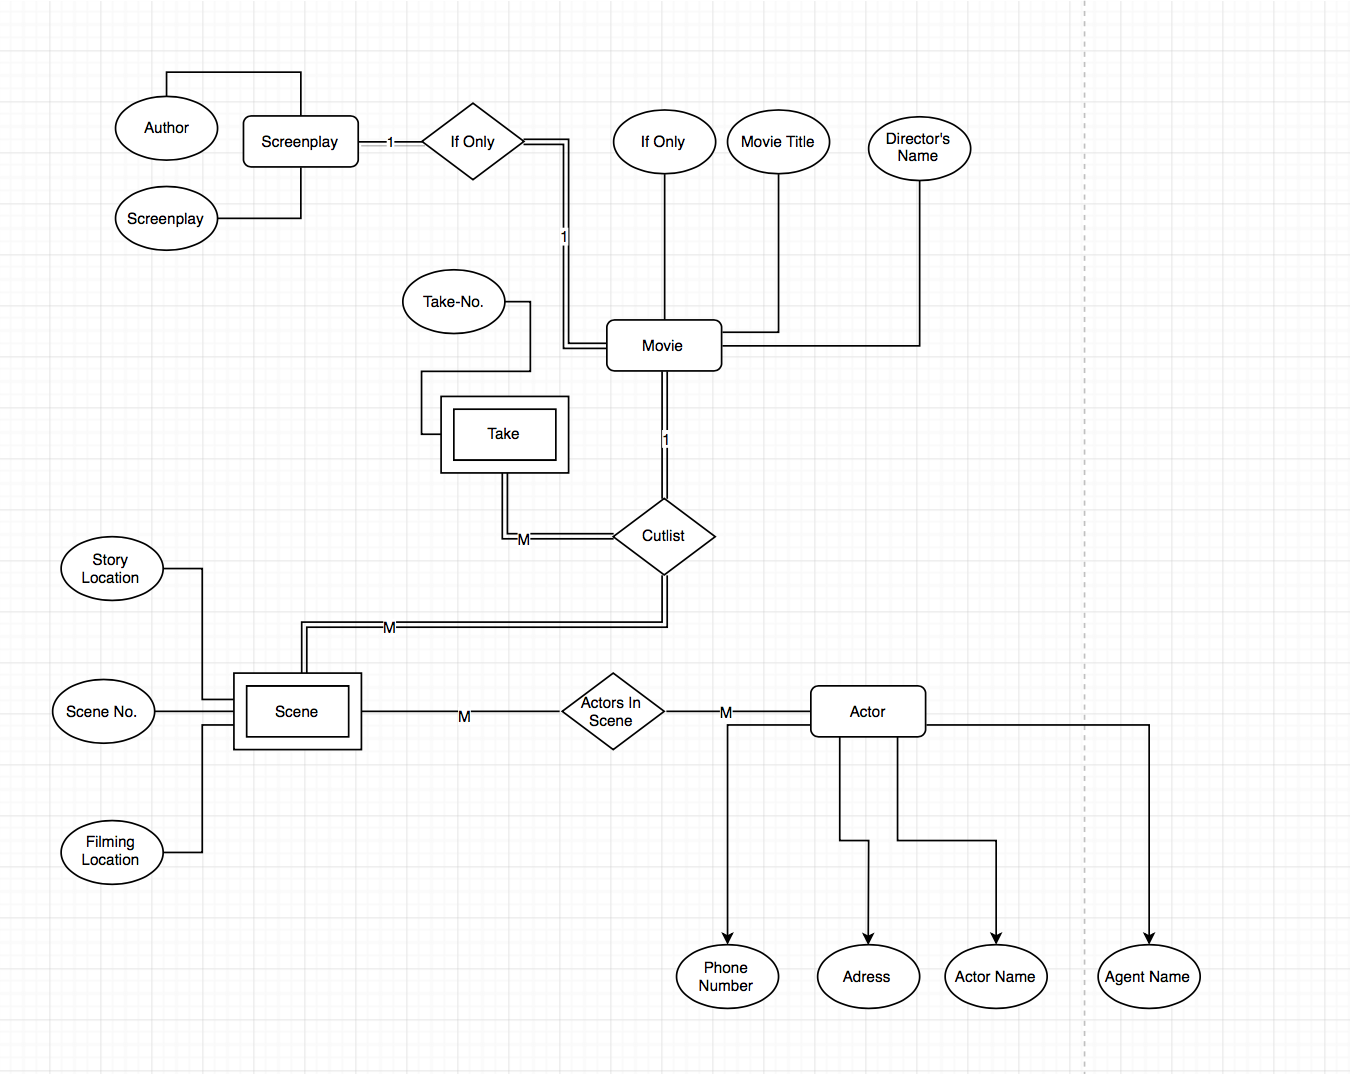 Author
Screenplay
1
If Only
If Only
Movie Title
Director's
Name
Screenplay
1
Take-No.
Movie
Take
1
Cutlist
M
Story
Location
M
Scene No.
Scene
M
Actors In
Scene
M
Actor
Filming
Location
Phone
Number
Adress
Actor Name
Agent Name